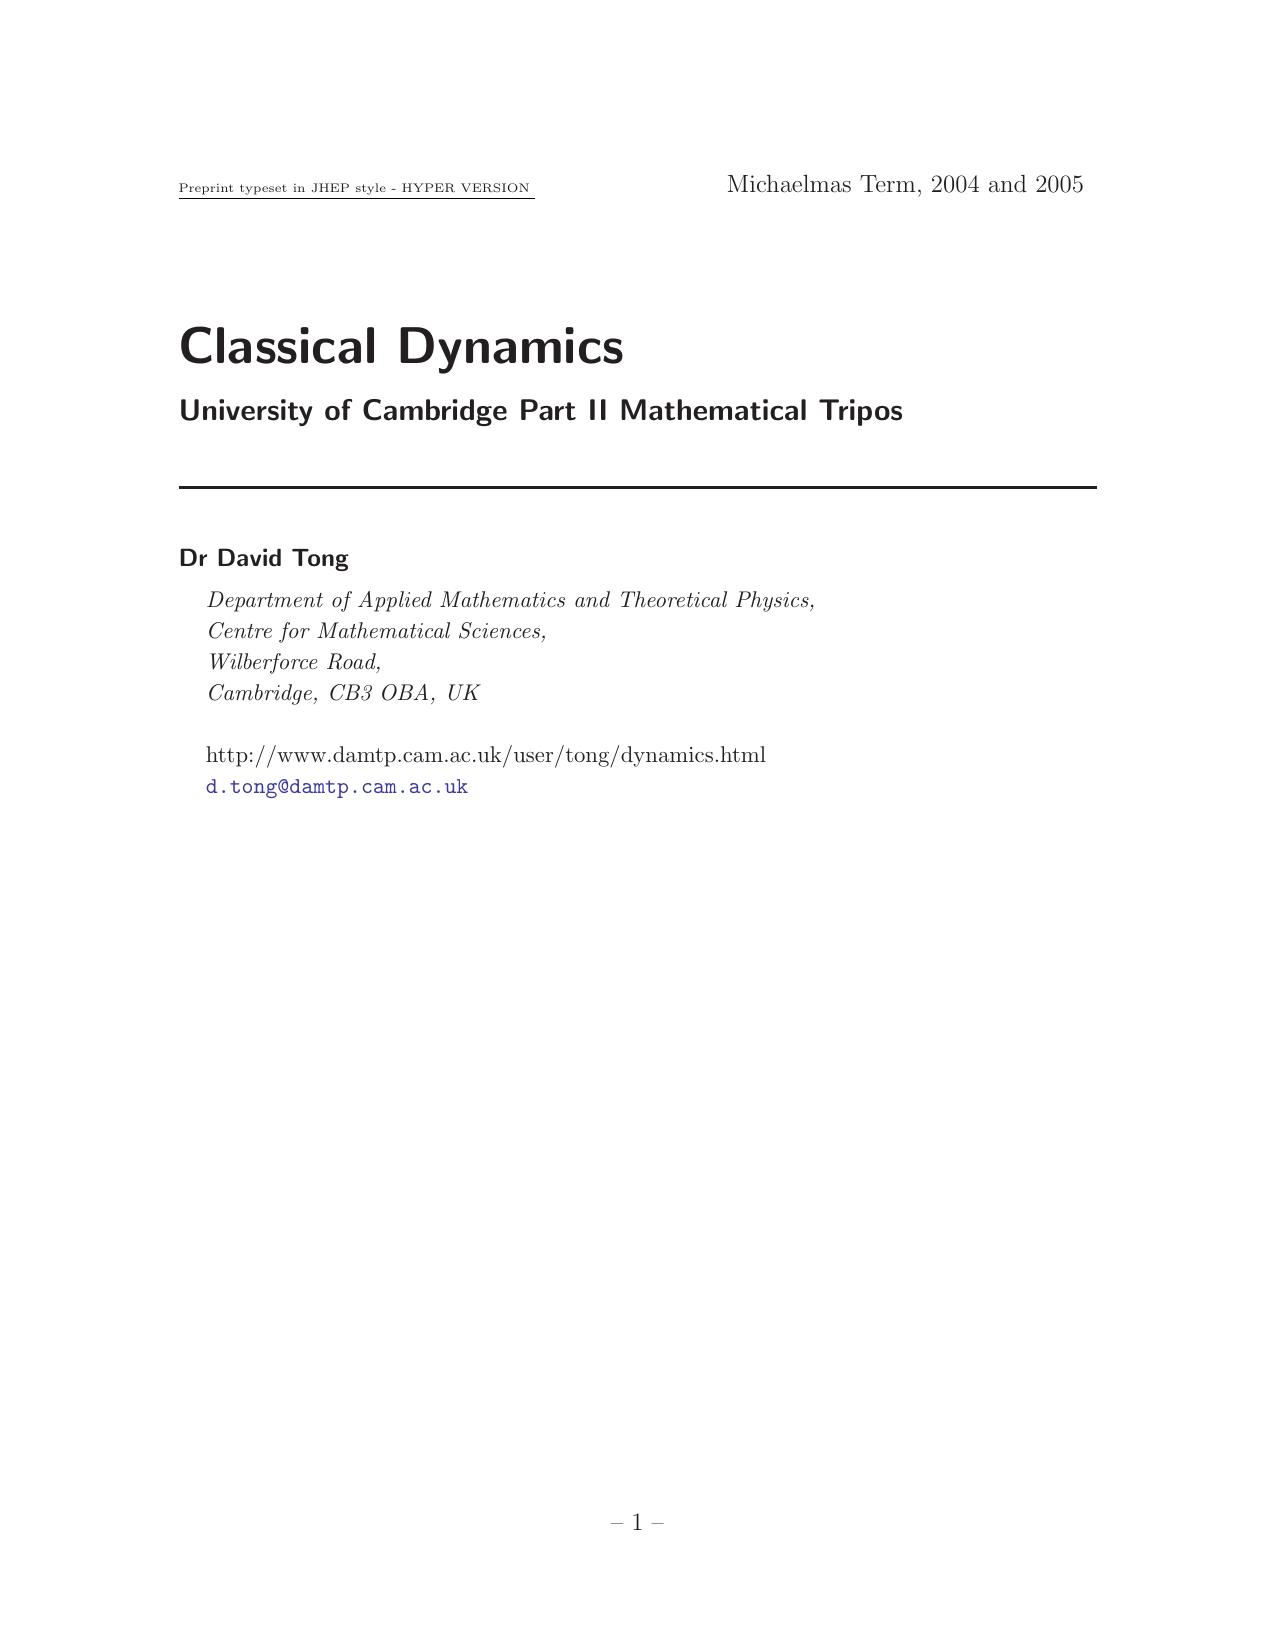 Preprint typeset in JHEP style - HYPER VERSION
Michaelmas Term, 2004 and 2005
Classical Dynamics
University of Cambridge Part II Mathematical Tripos
Dr David Tong
Department of Applied Mathematics and Theoretical Physics,
Centre for Mathematical Sciences,
Wilberforce Road,
Cambridge, CB3 OBA, UK
http://www.damtp.cam.ac.uk/user/tong/dynamics.html
d.tong@damtp.cam.ac.uk
– 1 –